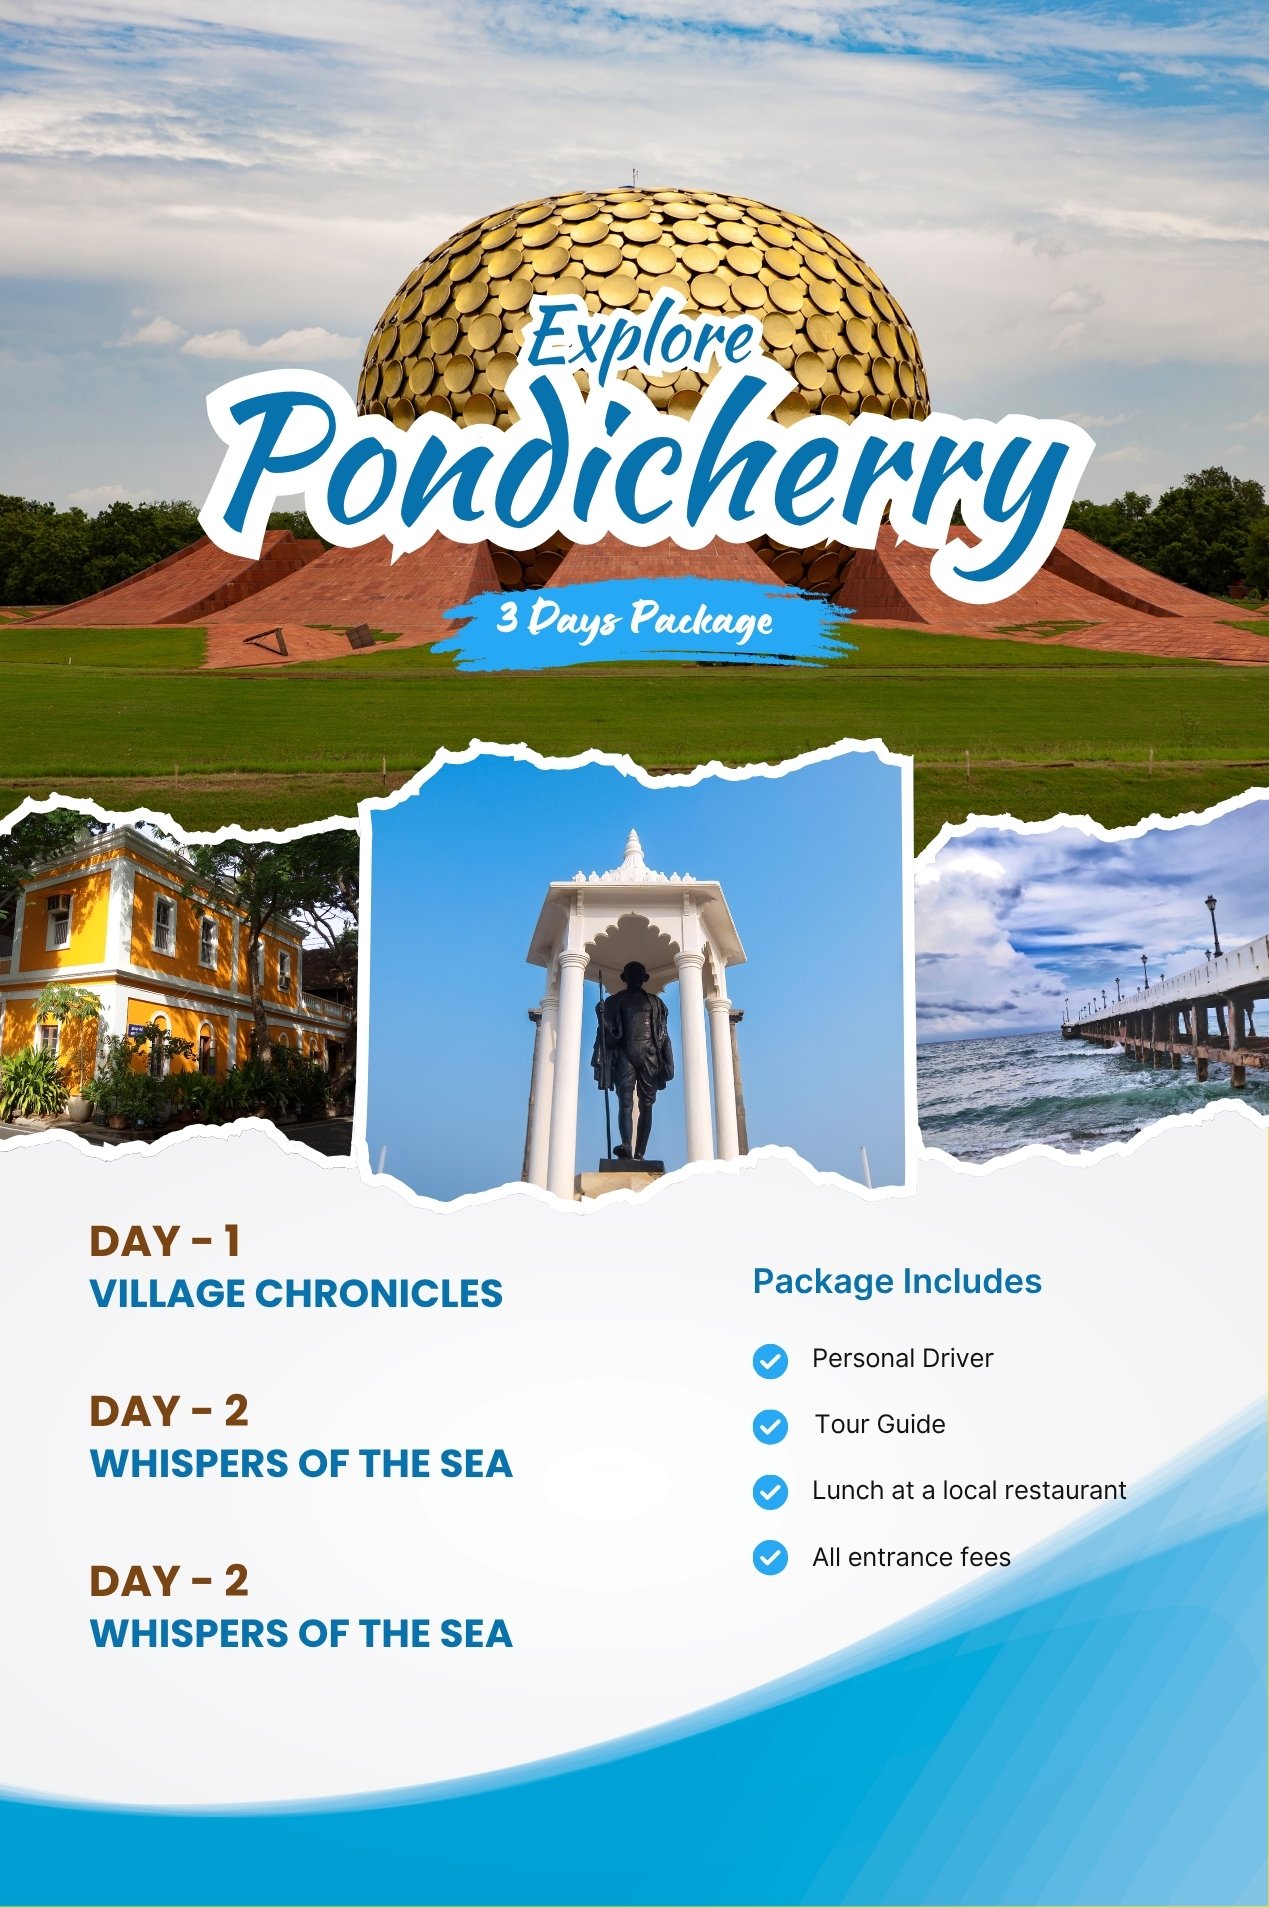 Explore
Pondicherry
3 Days Package
DAY - 1
VILLAGE CHRONICLES
DAY - 2
WHISPERS OF THE SEA
DAY - 2
WHISPERS OF THE SEA
Package Includes
Personal Driver
Tour Guide
Lunch at a local restaurant
All entrance fees